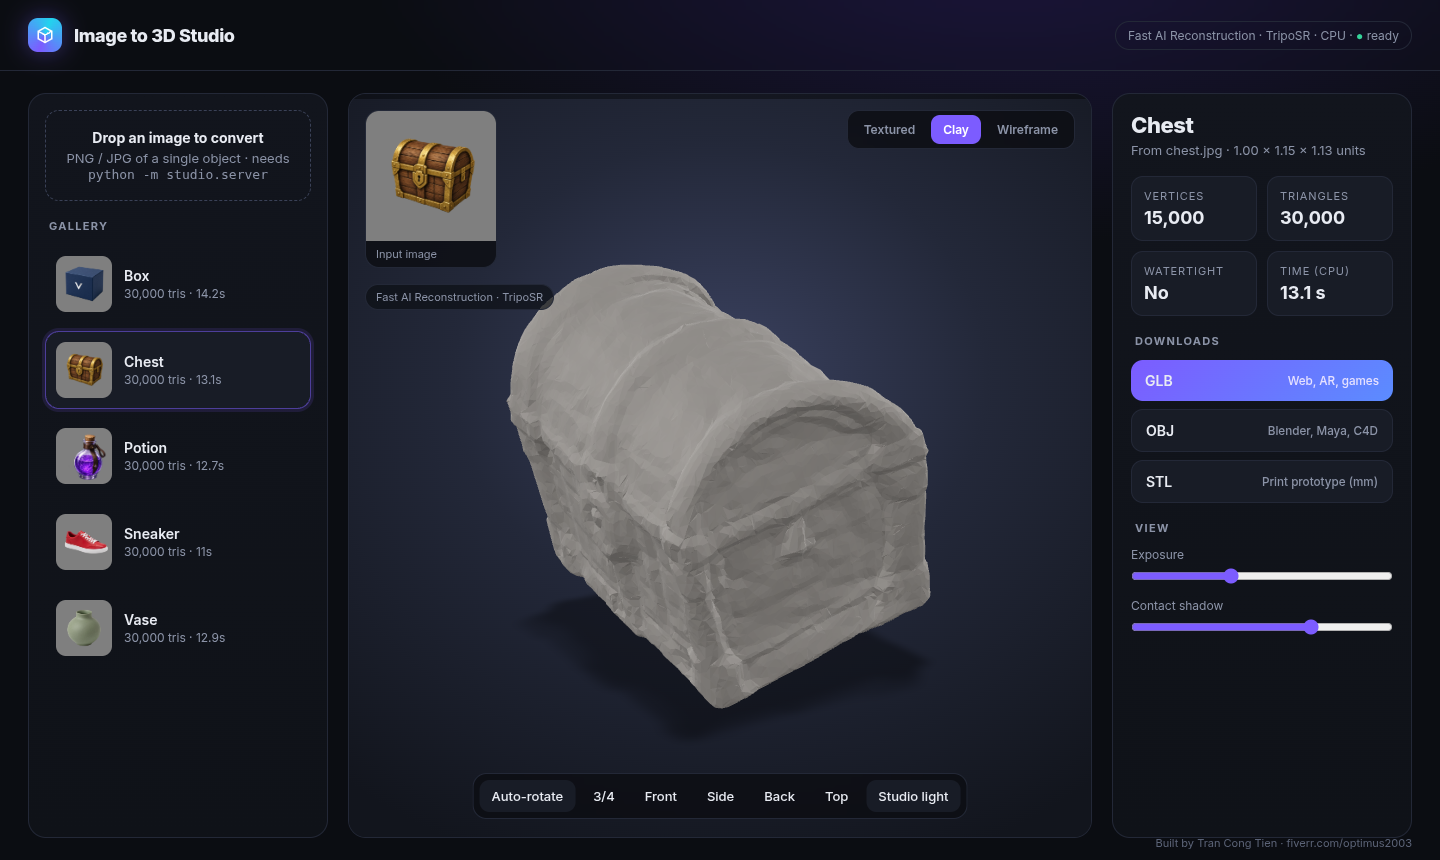 Image to 3D Studio
Fast AI Reconstruction · TripoSR · CPU · ● ready
Drop an image to convert
PNG / JPG of a single object · needs
python -m studio.server
GALLERY
Box
30,000 tris · 14.2s
Chest
30,000 tris · 13.1s
Potion
30,000 tris · 12.7s
Sneaker
30,000 tris · 11s
Vase
30,000 tris · 12.9s
Input image
Fast AI Reconstruction · TripoSR
Textured Clay Wireframe
Auto-rotate 3/4 Front Side Back Top Studio light
Chest
From chest.jpg · 1.00 × 1.15 × 1.13 units
VERTICES TRIANGLES
15,000 30,000
WATERTIGHT TIME (CPU)
No 13.1 s
DOWNLOADS
GLB Web, AR, games
OBJ Blender, Maya, C4D
STL Print prototype (mm)
VIEW
Exposure
Contact shadow
Built by Tran Cong Tien · fiverr.com/optimus2003